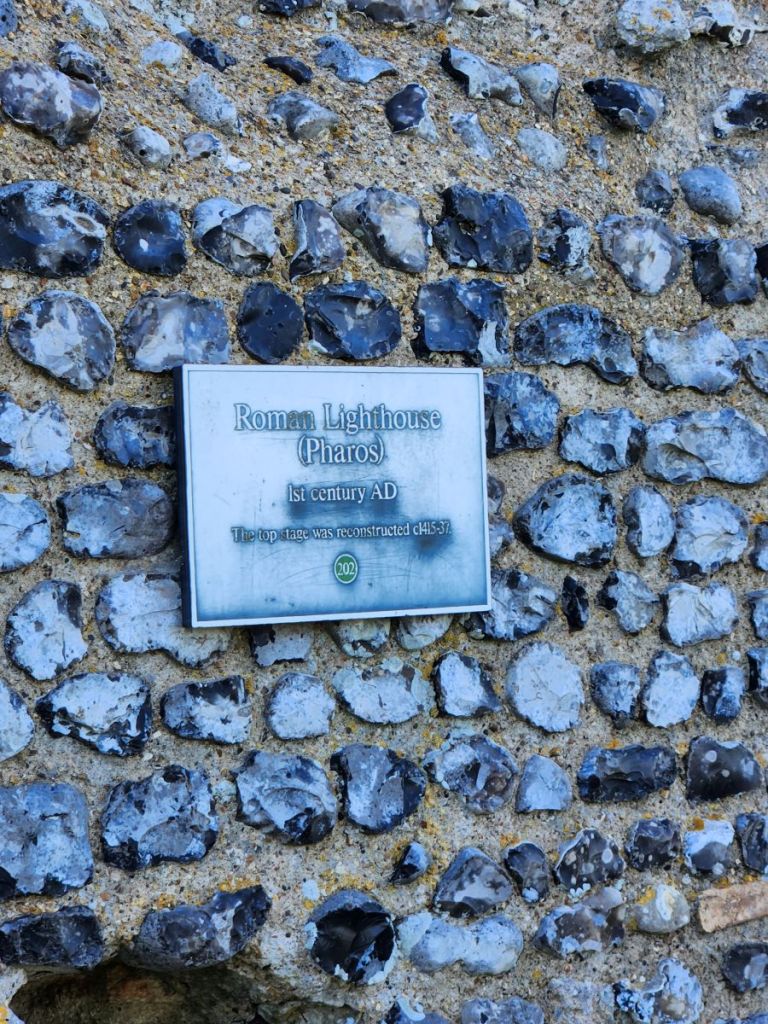 Roman Lighthouse
(Pharos)
1st century AD
The top stage was reconstructed c1415-37.
202